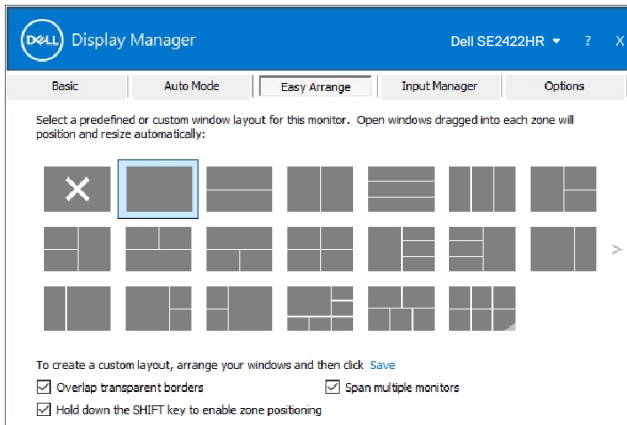 DELL Display Manager Dell SE2422HR ? X
Basic Auto Mode Easy Arrange Input Manager Options
Select a predefined or custom window layout for this monitor. Open windows dragged into each zone will
position and resize automatically:
To create a custom layout, arrange your windows and then click Save
Overlap transparent borders Span multiple monitors
Hold down the SHIFT key to enable zone positioning